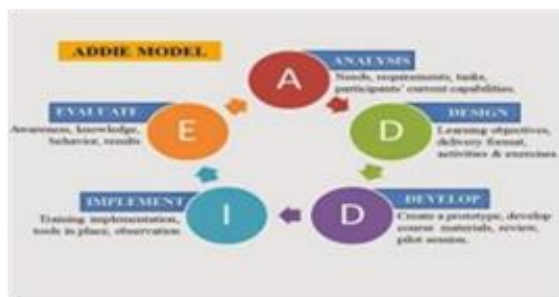 ADDIE MODEL
A
ANALYSIS
Needs, requirements, tasks,
participants' current capabilities.
D
DESIGN
Learning objectives,
delivery format,
activities & exercises
D
DEVELOP
Create a prototype, develop
course materials, review,
pilot session.
I
IMPLEMENT
Training implementation,
tools in place, observation
E
EVALUATE
Awareness, knowledge,
behavior, results